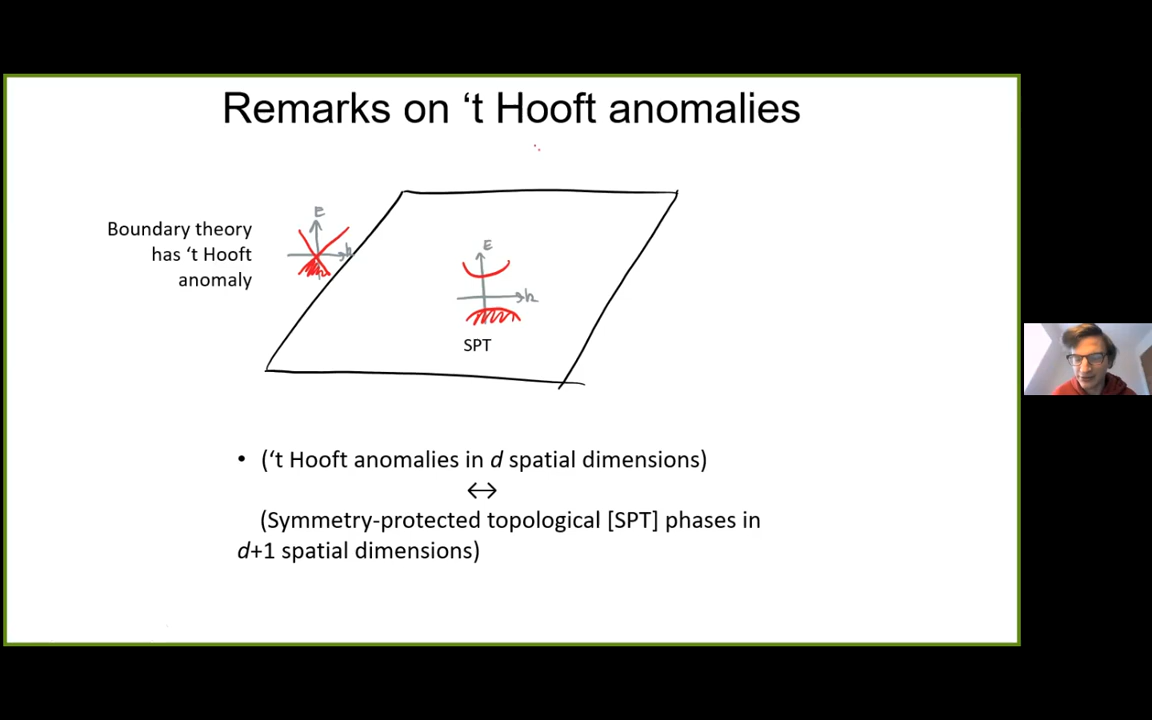 Remarks on ‘t Hooft anomalies
Boundary theory
has ‘t Hooft
anomaly
E
k
E
k
SPT
• (‘t Hooft anomalies in d spatial dimensions)
↔
(Symmetry-protected topological [SPT] phases in
d+1 spatial dimensions)